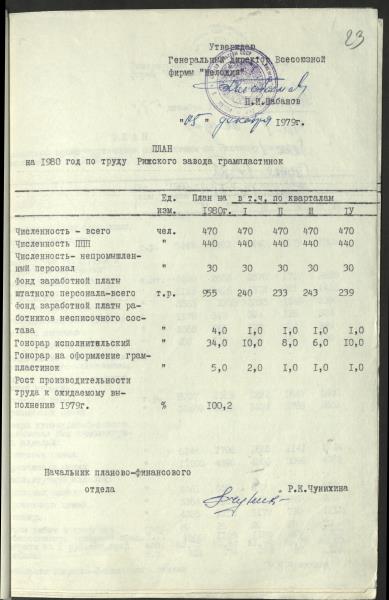 23
Утверждаю
Генеральный директор Всесоюзной
фирмы "Мелодия"
П.И.Шабанов
"05" декабря 1979г.
ПЛАН
на 1980 год по труду Рижского завода грампластинок
Ед. изм. План на 1980г. в т.ч. по кварталам
I II III IУ
Численность - всего чел. 470 470 470 470 470
Численность ППП " 440 440 440 440 440
Численность- непромышлен-
ный персонал " 30 30 30 30 30
фонд заработной платы
штатного персонала-всего т.р. 955 240 233 243 239
фонд заработной платы ра-
ботников несписочного сос-
тава " 4,0 I,0 I,0 I,0 I,0
Гонорар исполнительский " 34,0 10,0 8,0 6,0 10,0
Гонорар на оформление грам-
пластинок " 5,0 2,0 I,0 I,0 I,0
Рост производительности
труда к ожидаемому вы-
полнению 1979г. % 100,2
Начальник планово-финансового
отдела Р.К.Чунихина